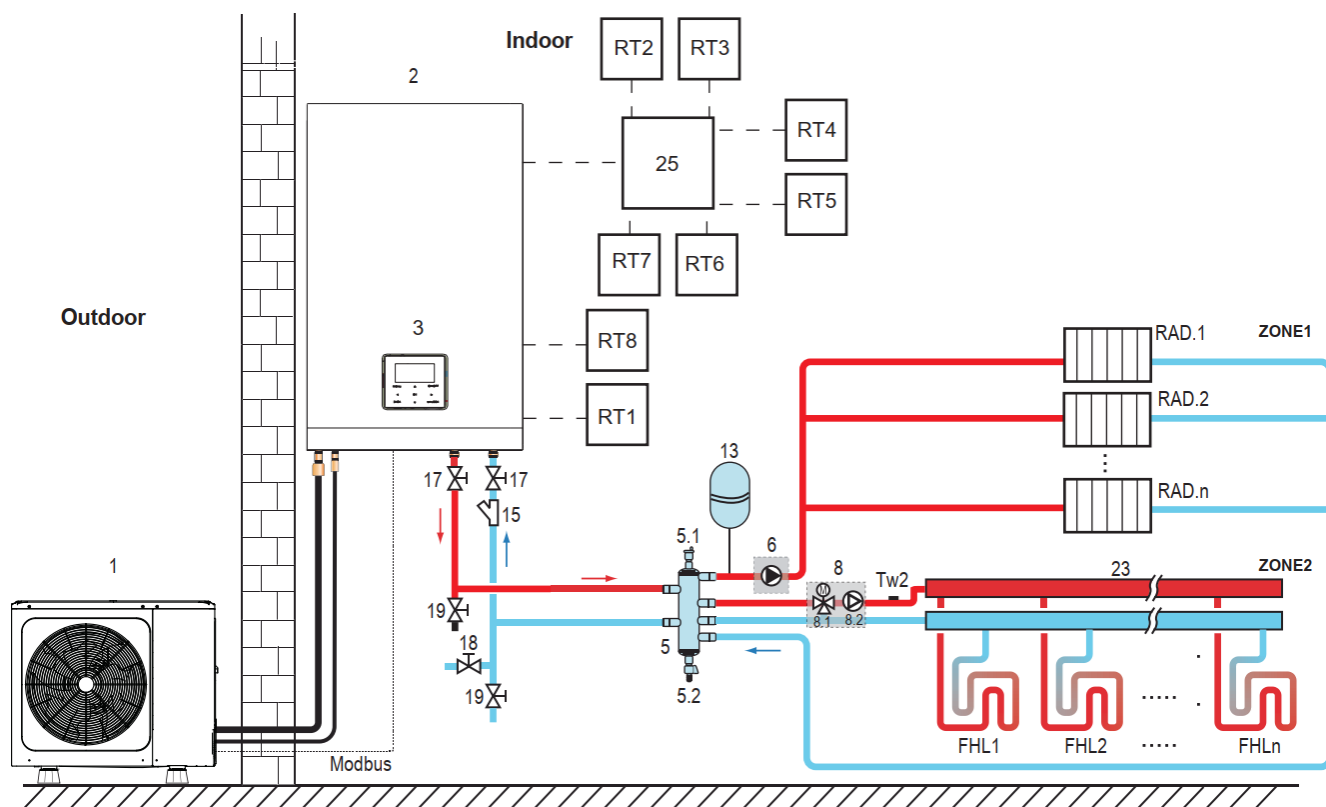 Indoor
RT2
RT3
2
RT4
25
RT5
RT7
RT6
Outdoor
3
RT8
RT1
RAD.1
ZONE1
RAD.2
RAD.n
13
17
17
15
5.1
6
8
Tw2
23
ZONE2
M
8.1
8.2
1
19
18
5
19
5.2
FHL1
FHL2
.....
FHLn
Modbus